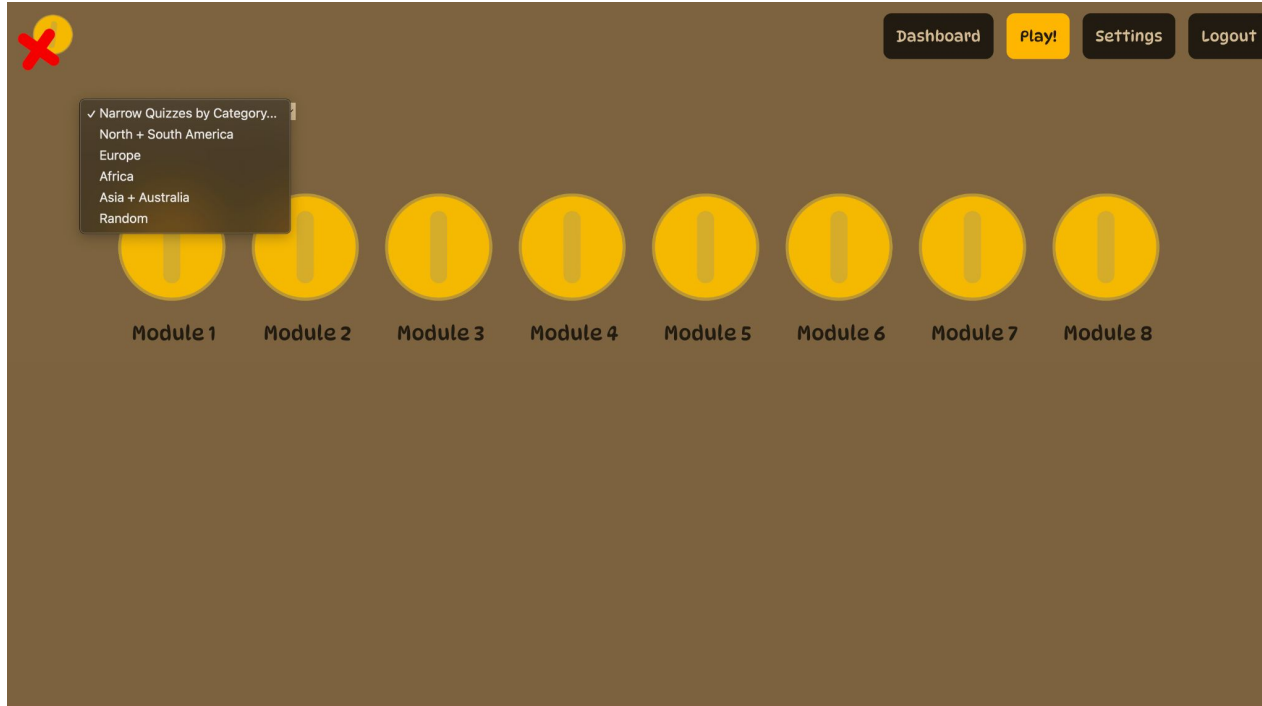 Dashboard Play! Settings Logout
✓ Narrow Quizzes by Category...
North + South America
Europe
Africa
Asia + Australia
Random
Module 1 Module 2 Module 3 Module 4 Module 5 Module 6 Module 7 Module 8